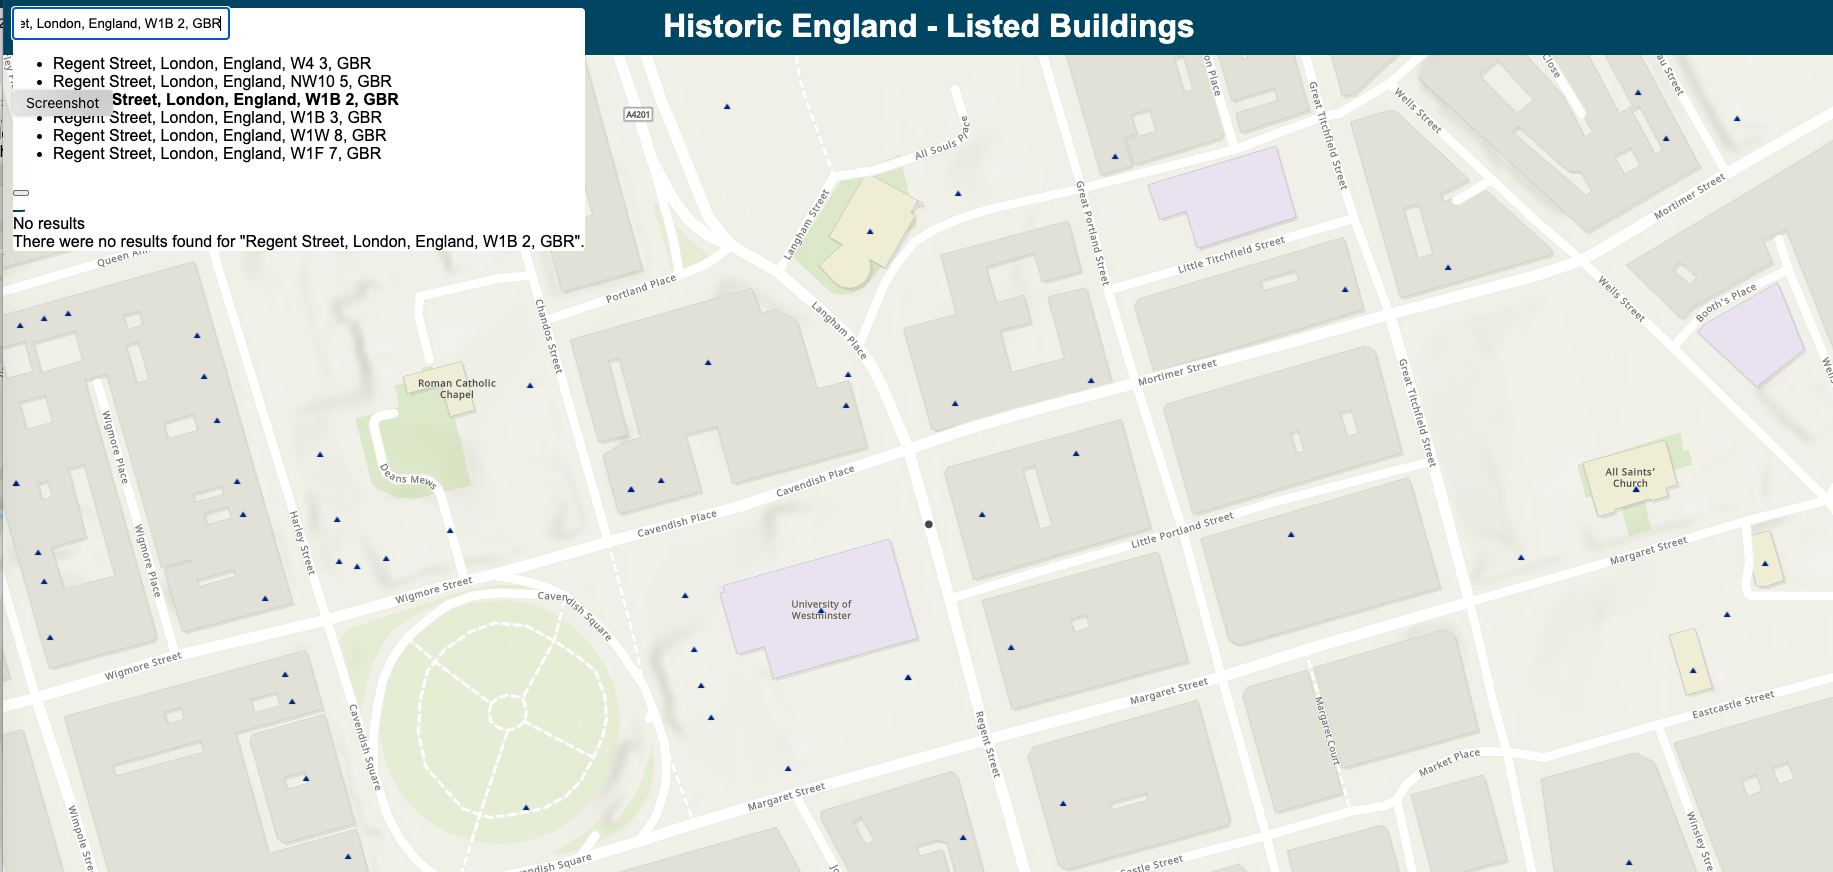 Historic England - Listed Buildings
et, London, England, W1B 2, GBR
Regent Street, London, England, W4 3, GBR
Regent Street, London, England, NW10 5, GBR
Street, London, England, W1B 2, GBR
Screenshot
Regent Street, London, England, W1B 3, GBR
Regent Street, London, England, W1W 8, GBR
Regent Street, London, England, W1F 7, GBR
No results
There were no results found for "Regent Street, London, England, W1B 2, GBR".
A4201
All Souls Place
Langham Street
Great Portland Street
Great Titchfield Street
Wells Street
Close
Mortimer Street
Little Titchfield Street
Portland Place
Langham Place
Chandos Street
Wells Street
Booth's Place
Mortimer Street
Roman Catholic
Chapel
Great Titchfield Street
Wigmore Place
Deans Mews
Cavendish Place
Cavendish Place
All Saints'
Church
Harley Street
Wigmore Place
Little Portland Street
Margaret Street
Wigmore Street
Cavendish Square
University of
Westminster
Wigmore Street
Margaret Street
Regent Street
Margaret Court
Eastcastle Street
Cavendish Square
Market Place
Margaret Street
Winsley
Wimpole